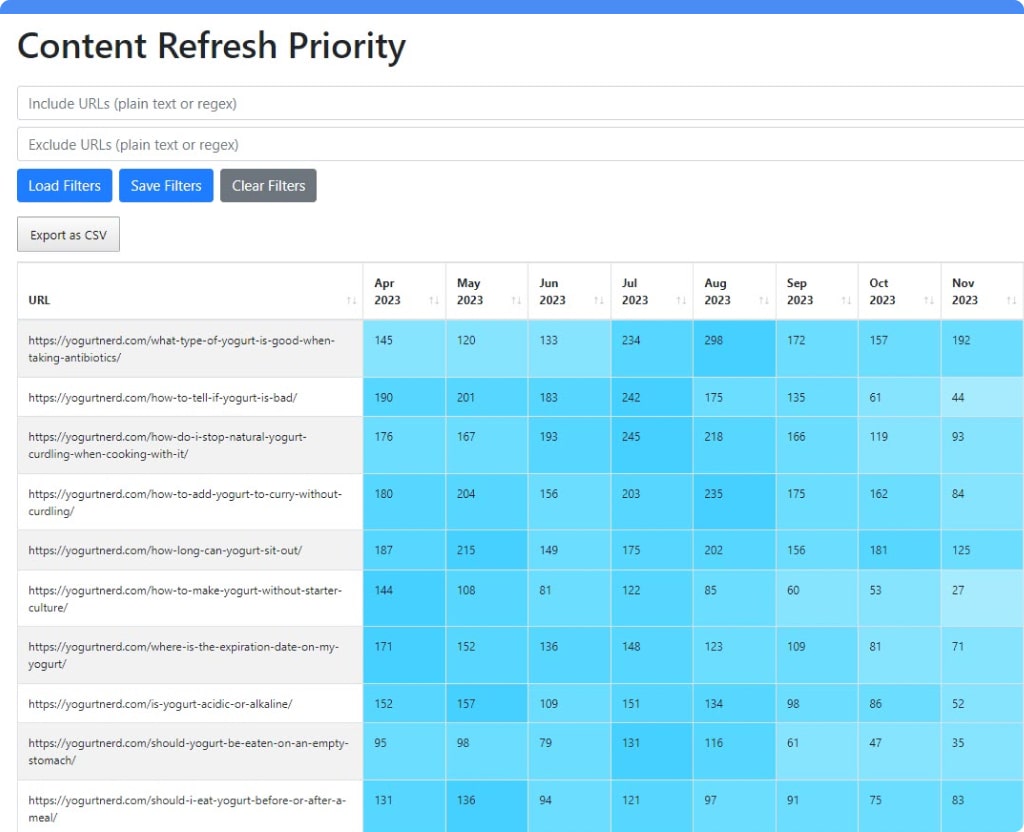 Content Refresh Priority
Include URLs (plain text or regex)
Exclude URLs (plain text or regex)
Load Filters Save Filters Clear Filters
Export as CSV
URL Apr 2023 May 2023 Jun 2023 Jul 2023 Aug 2023 Sep 2023 Oct 2023 Nov 2023
https://yogurtnerd.com/what-type-of-yogurt-is-good-when- 145 120 133 234 298 172 157 192
taking-antibiotics/
https://yogurtnerd.com/how-to-tell-if-yogurt-is-bad/ 190 201 183 242 175 135 61 44
https://yogurtnerd.com/how-do-i-stop-natural-yogurt- 176 167 193 245 218 166 119 93
curdling-when-cooking-with-it/
https://yogurtnerd.com/how-to-add-yogurt-to-curry-without- 180 204 156 203 235 175 162 84
curdling/
https://yogurtnerd.com/how-long-can-yogurt-sit-out/ 187 215 149 175 202 156 181 125
https://yogurtnerd.com/how-to-make-yogurt-without-starter- 144 108 81 122 85 60 53 27
culture/
https://yogurtnerd.com/where-is-the-expiration-date-on-my- 171 152 136 148 123 109 81 71
yogurt/
https://yogurtnerd.com/is-yogurt-acidic-or-alkaline/ 152 157 109 151 134 98 86 52
https://yogurtnerd.com/should-yogurt-be-eaten-on-an-empty- 95 98 79 131 116 61 47 35
stomach/
https://yogurtnerd.com/should-i-eat-yogurt-before-or-after-a- 131 136 94 121 97 91 75 83
meal/